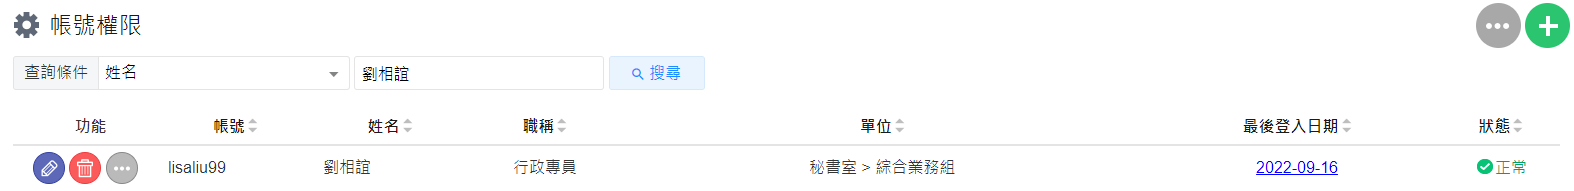 帳號權限
查詢條件 姓名 劉相誼 搜尋
功能 帳號 姓名 職稱 單位 最後登入日期 狀態
lisaliu99 劉相誼 行政專員 秘書室 > 綜合業務組 2022-09-16 正常